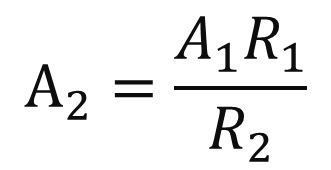 A₂ = A₁R₁ / R₂